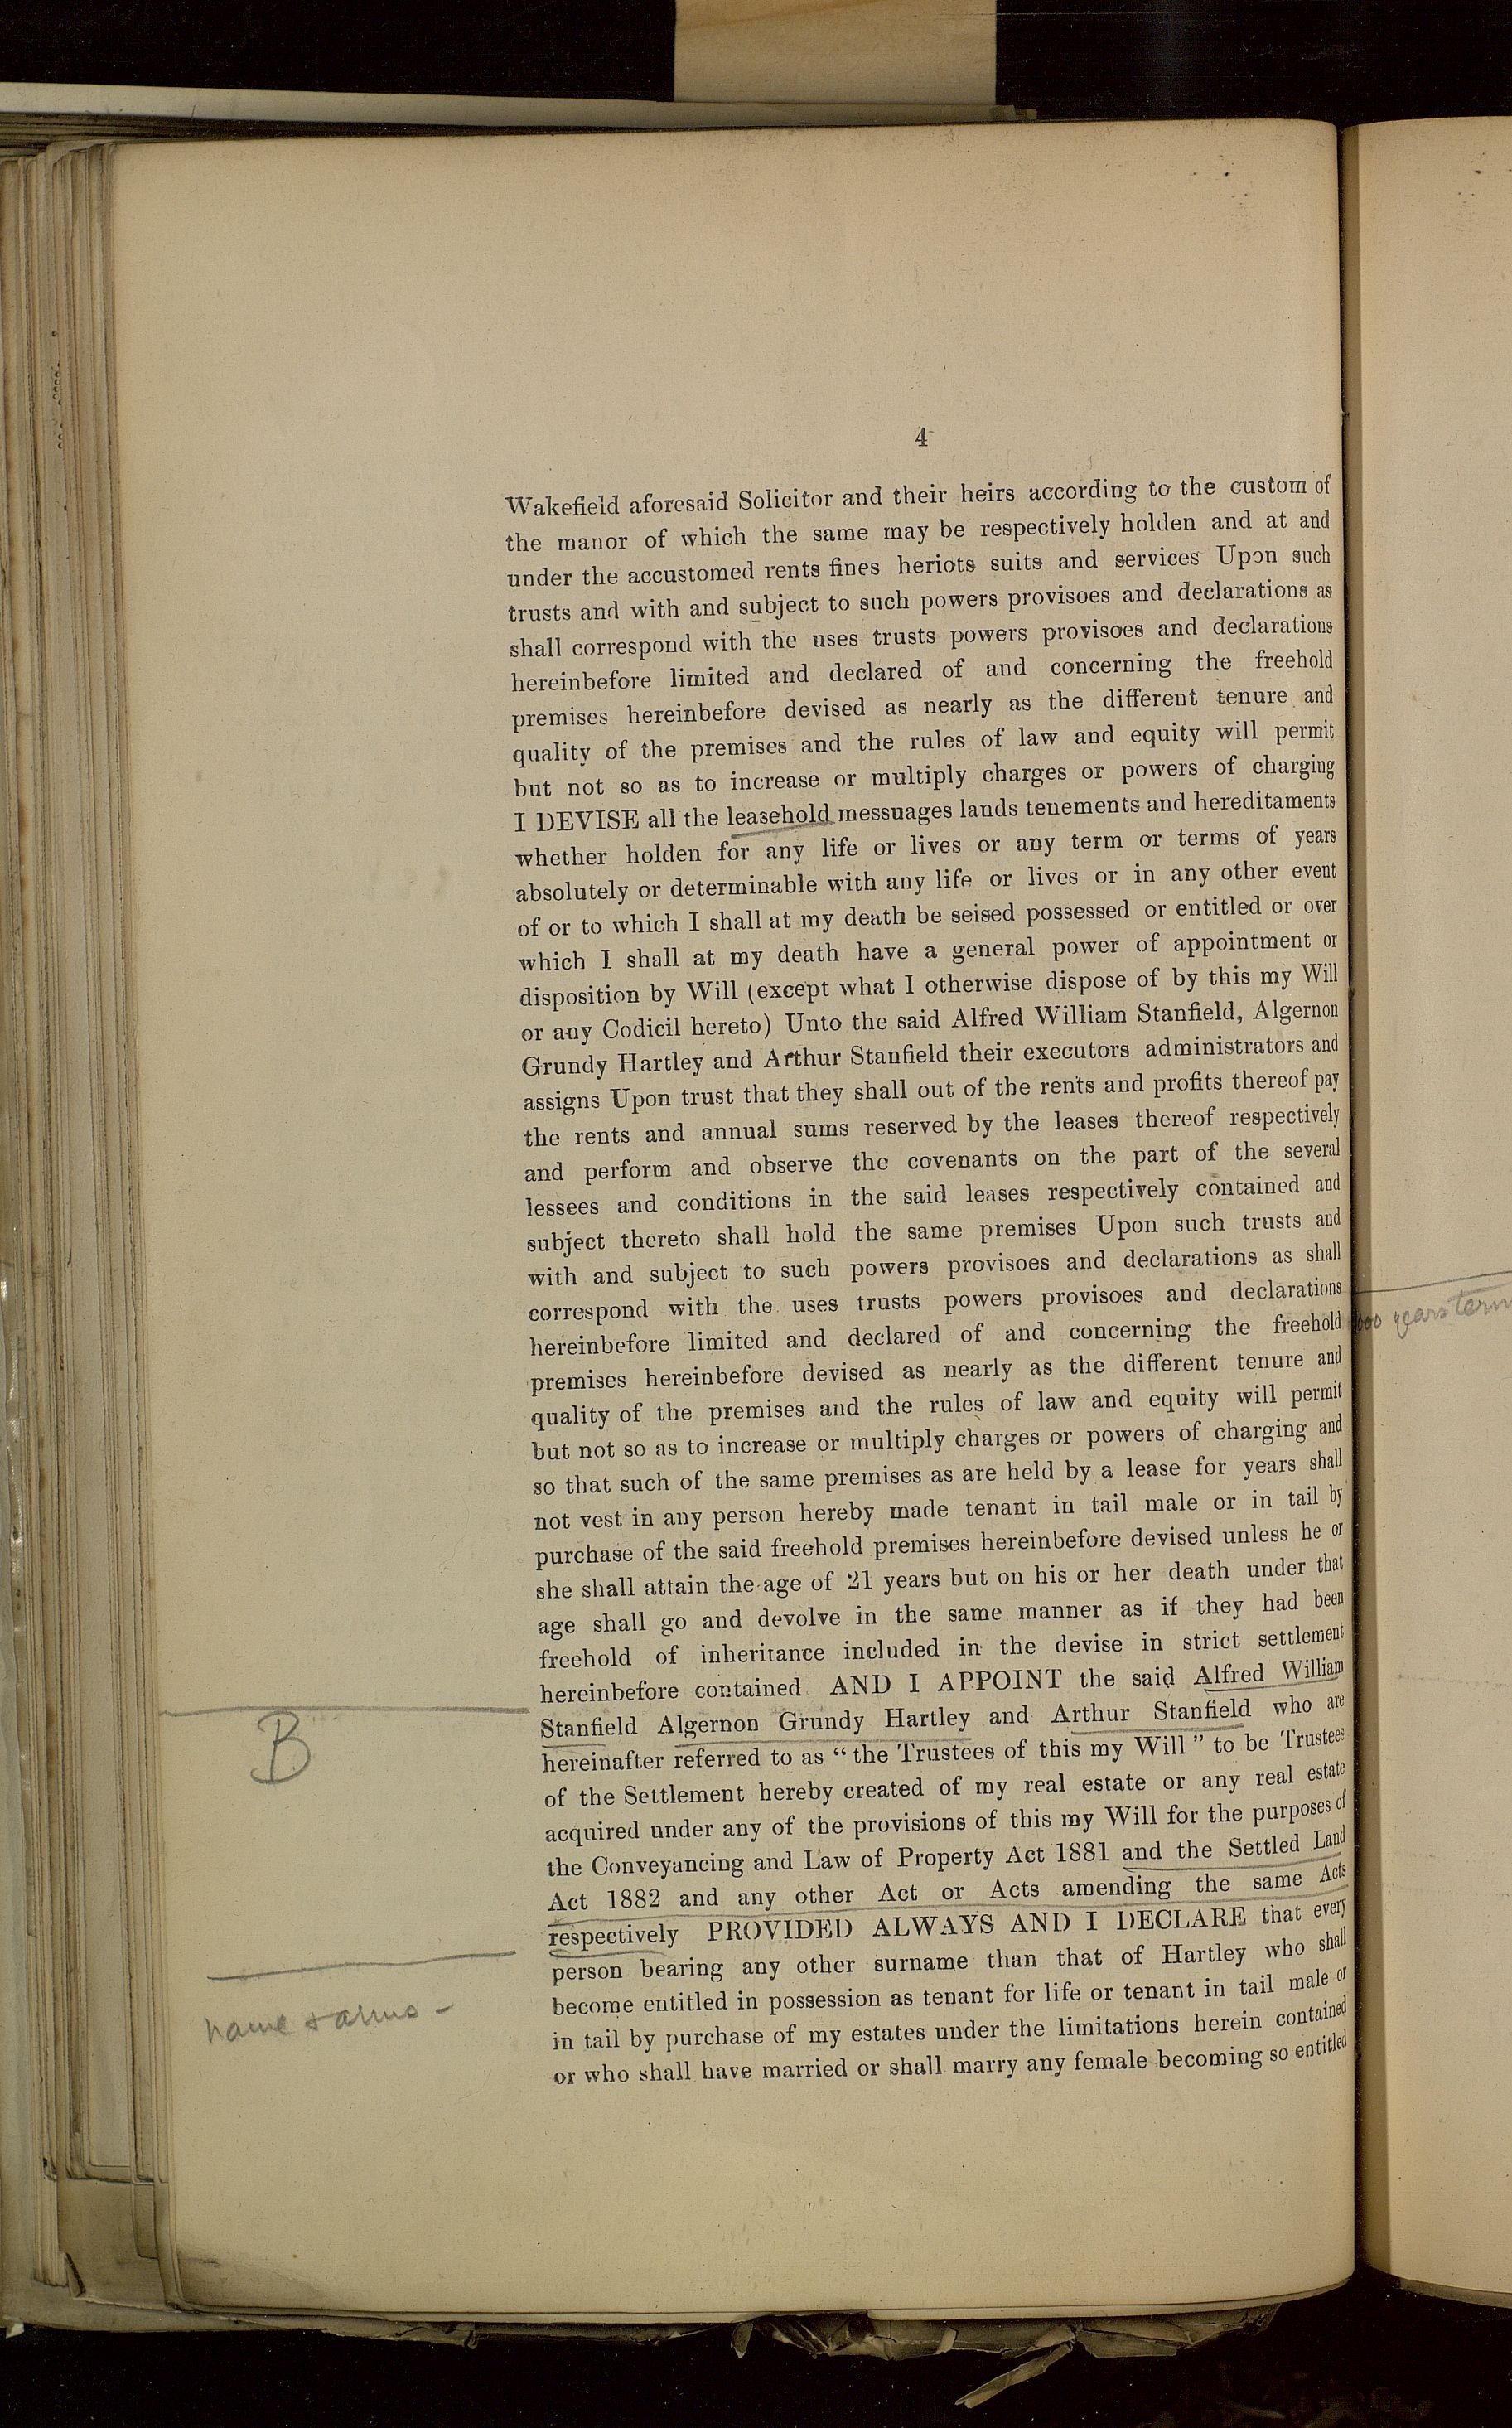 4
Wakefield aforesaid Solicitor and their heirs according to the custom of
the manor of which the same may be respectively holden and at and
under the accustomed rents fines heriots suits and services Upon such
trusts and with and subject to such powers provisoes and declarations as
shall correspond with the uses trusts powers provisoes and declarations
hereinbefore limited and declared of and concerning the freehold
premises hereinbefore devised as nearly as the different tenure and
quality of the premises and the rules of law and equity will permit
but not so as to increase or multiply charges or powers of charging
I DEVISE all the leasehold messuages lands tenements and hereditaments
whether holden for any life or lives or any term or terms of years
absolutely or determinable with any life or lives or in any other event
of or to which I shall at my death be seised possessed or entitled or over
which I shall at my death have a general power of appointment or
disposition by Will (except what I otherwise dispose of by this my Will
or any Codicil hereto) Unto the said Alfred William Stanfield, Algernon
Grundy Hartley and Arthur Stanfield their executors administrators and
assigns Upon trust that they shall out of the rents and profits thereof pay
the rents and annual sums reserved by the leases thereof respectively
and perform and observe the covenants on the part of the several
lessees and conditions in the said leases respectively contained and
subject thereto shall hold the same premises Upon such trusts and
with and subject to such powers provisoes and declarations as shall
correspond with the uses trusts powers provisoes and declarations
hereinbefore limited and declared of and concerning the freehold
premises hereinbefore devised as nearly as the different tenure and
quality of the premises and the rules of law and equity will permit
but not so as to increase or multiply charges or powers of charging and
so that such of the same premises as are held by a lease for years shall
not vest in any person hereby made tenant in tail male or in tail by
purchase of the said freehold premises hereinbefore devised unless he or
she shall attain the age of 21 years but on his or her death under that
age shall go and devolve in the same manner as if they had been
freehold of inheritance included in the devise in strict settlement
hereinbefore contained AND I APPOINT the said Alfred William
Stanfield Algernon Grundy Hartley and Arthur Stanfield who are
hereinafter referred to as “the Trustees of this my Will” to be Trustees
of the Settlement hereby created of my real estate or any real estate
acquired under any of the provisions of this my Will for the purposes of
the Conveyancing and Law of Property Act 1881 and the Settled Land
Act 1882 and any other Act or Acts amending the same Acts
respectively PROVIDED ALWAYS AND I DECLARE that every
person bearing any other surname than that of Hartley who shall
become entitled in possession as tenant for life or tenant in tail male or
in tail by purchase of my estates under the limitations herein contained
or who shall have married or shall marry any female becoming so entitled
B
name & arms -
years term